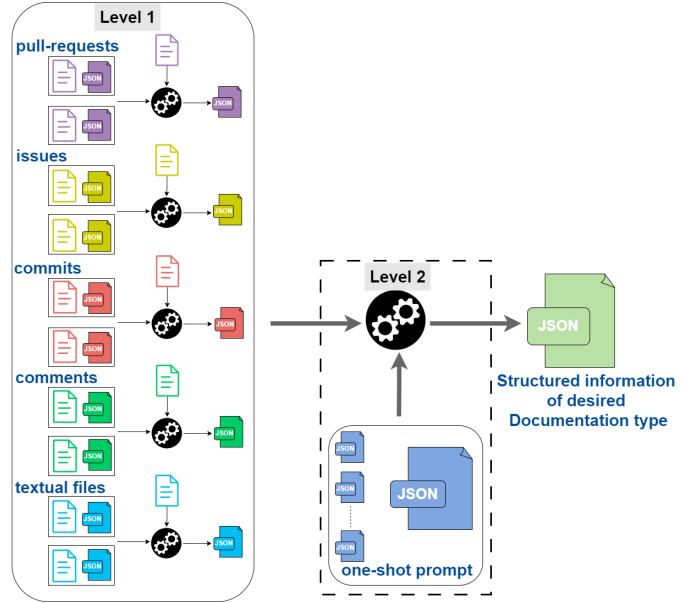 Level 1
pull-requests
JSON
JSON
JSON
issues
JSON
JSON
JSON
commits
JSON
JSON
JSON
comments
JSON
JSON
JSON
textual files
JSON
JSON
JSON
Level 2
JSON
JSON
JSON
JSON
one-shot prompt
JSON
Structured information
of desired
Documentation type